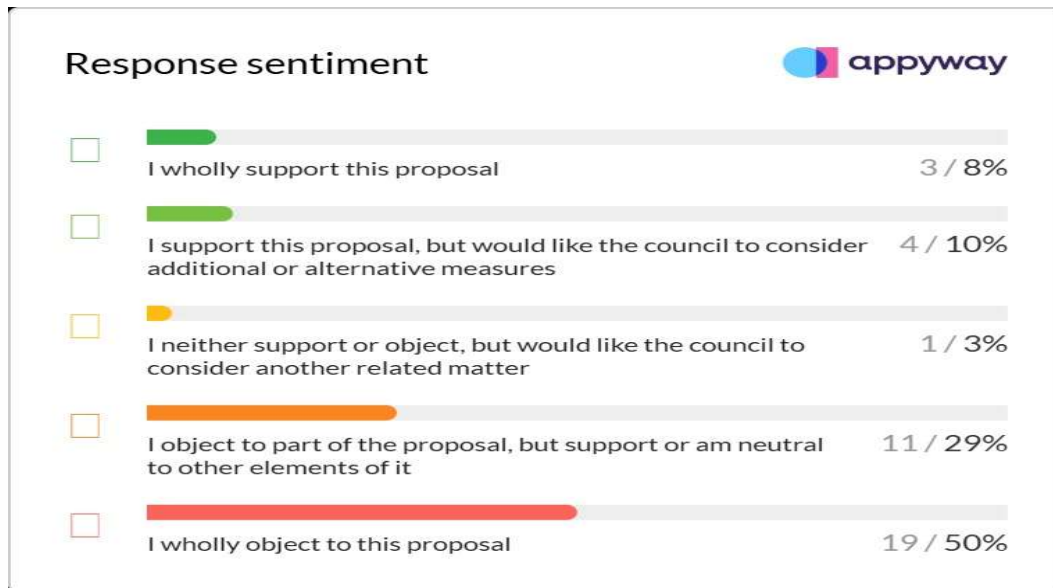 Response sentiment
appyway
I wholly support this proposal
3 / 8%
I support this proposal, but would like the council to consider
additional or alternative measures
4 / 10%
I neither support or object, but would like the council to
consider another related matter
1 / 3%
I object to part of the proposal, but support or am neutral
to other elements of it
11 / 29%
I wholly object to this proposal
19 / 50%